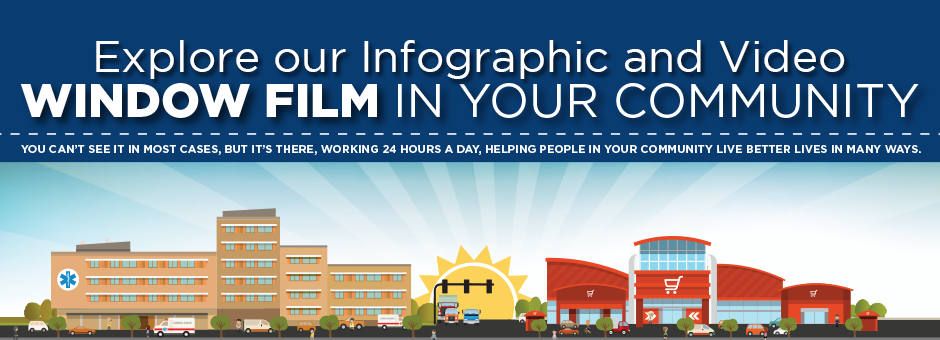 Explore our Infographic and Video
WINDOW FILM IN YOUR COMMUNITY
YOU CAN'T SEE IT IN MOST CASES, BUT IT'S THERE, WORKING 24 HOURS A DAY, HELPING PEOPLE IN YOUR COMMUNITY LIVE BETTER LIVES IN MANY WAYS.